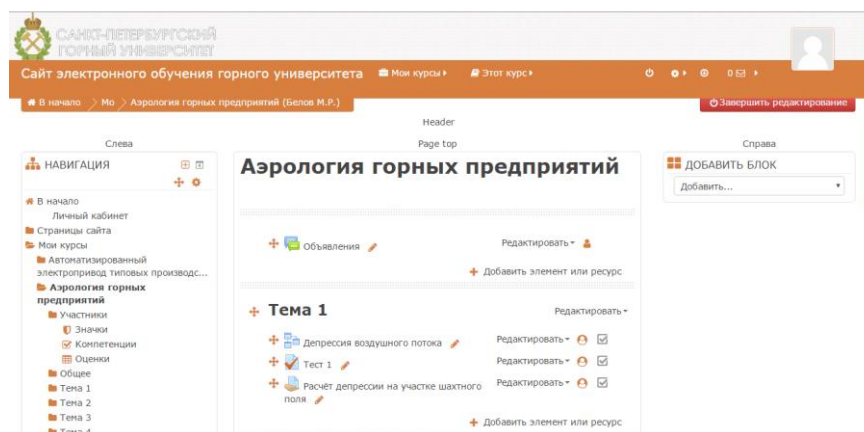 САНКТ-ПЕТЕРБУРГСКИЙ
ГОРНЫЙ УНИВЕРСИТЕТ
Сайт электронного обучения горного университета Мои курсы Этот курс 0
В начало Мо Аэрология горных предприятий (Белов М.Р.) Завершить редактирование
Header
Слева Page top Справа
НАВИГАЦИЯ
В начало
Личный кабинет
Страницы сайта
Мои курсы
Автоматизированный
электропривод типовых производс...
Аэрология горных
предприятий
Участники
Значки
Компетенции
Оценки
Общее
Тема 1
Тема 2
Тема 3
Тема 4
Аэрология горных предприятий
Объявления Редактировать
Добавить элемент или ресурс
Тема 1 Редактировать
Депрессия воздушного потока Редактировать
Тест 1 Редактировать
Расчёт депрессии на участке шахтного Редактировать
поля
Добавить элемент или ресурс
ДОБАВИТЬ БЛОК
Добавить...